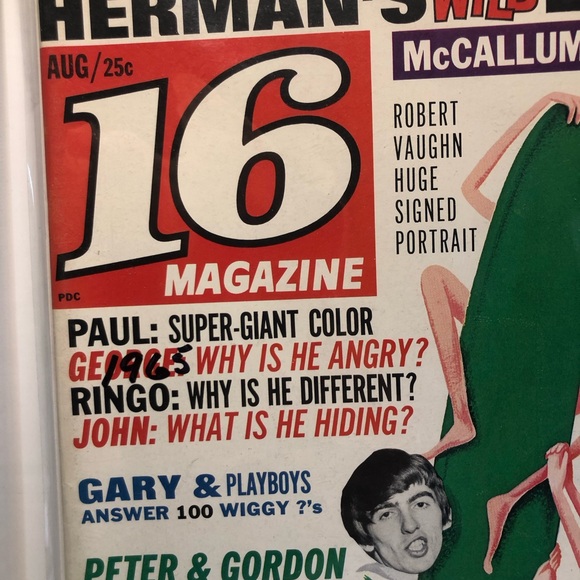 HERMAN'S WILD
AUG/25c
McCALLUM
16
MAGAZINE
PDC
ROBERT
VAUGHN
HUGE
SIGNED
PORTRAIT
PAUL: SUPER-GIANT COLOR
GEORGE: WHY IS HE ANGRY?
1965
RINGO: WHY IS HE DIFFERENT?
JOHN: WHAT IS HE HIDING?
GARY & PLAYBOYS
ANSWER 100 WIGGY ?'s
PETER & GORDON